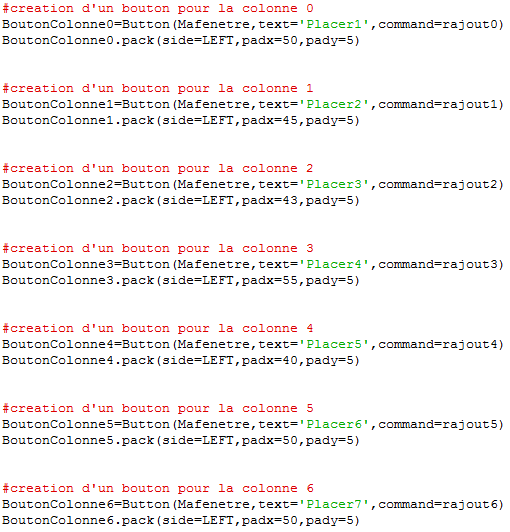 #creation d'un bouton pour la colonne 0
BoutonColonne0=Button(Mafenetre,text='Placer1',command=rajout0)
BoutonColonne0.pack(side=LEFT,padx=50,pady=5)
#creation d'un bouton pour la colonne 1
BoutonColonne1=Button(Mafenetre,text='Placer2',command=rajout1)
BoutonColonne1.pack(side=LEFT,padx=45,pady=5)
#creation d'un bouton pour la colonne 2
BoutonColonne2=Button(Mafenetre,text='Placer3',command=rajout2)
BoutonColonne2.pack(side=LEFT,padx=43,pady=5)
#creation d'un bouton pour la colonne 3
BoutonColonne3=Button(Mafenetre,text='Placer4',command=rajout3)
BoutonColonne3.pack(side=LEFT,padx=55,pady=5)
#creation d'un bouton pour la colonne 4
BoutonColonne4=Button(Mafenetre,text='Placer5',command=rajout4)
BoutonColonne4.pack(side=LEFT,padx=40,pady=5)
#creation d'un bouton pour la colonne 5
BoutonColonne5=Button(Mafenetre,text='Placer6',command=rajout5)
BoutonColonne5.pack(side=LEFT,padx=50,pady=5)
#creation d'un bouton pour la colonne 6
BoutonColonne6=Button(Mafenetre,text='Placer7',command=rajout6)
BoutonColonne6.pack(side=LEFT,padx=50,pady=5)